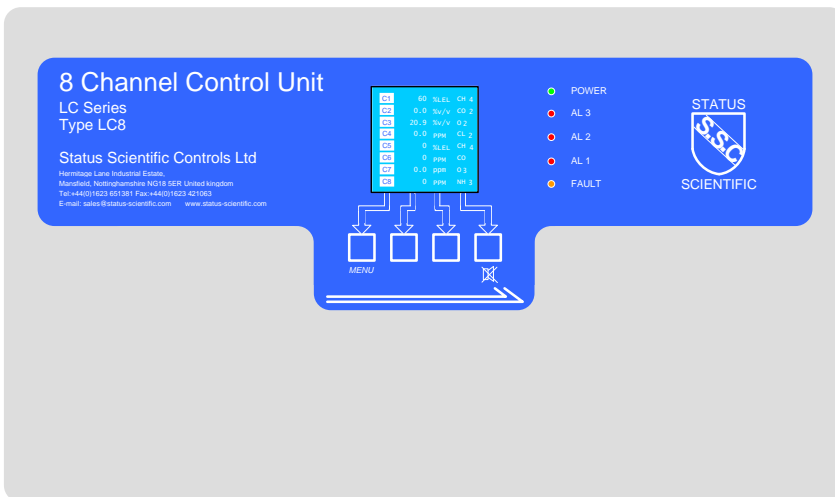 8 Channel Control Unit
LC Series
Type LC8
Status Scientific Controls Ltd
Hermitage Lane Industrial Estate,
Mansfield, Nottinghamshire NG18 5ER United kingdom
Tel:+44(0)1623 651381 Fax:+44(0)1623 421063
E-mail: sales@status-scientific.com www.status-scientific.com
C1 60 %LEL CH 4
C2 0.0 %v/v CO 2
C3 20.9 %v/v O 2
C4 0.0 PPM CL 2
C5 0 %LEL CH 4
C6 0 PPM CO
C7 0.0 ppm O 3
C8 0 PPM NH 3
MENU
POWER
AL 3
AL 2
AL 1
FAULT
STATUS
S.S.C
SCIENTIFIC